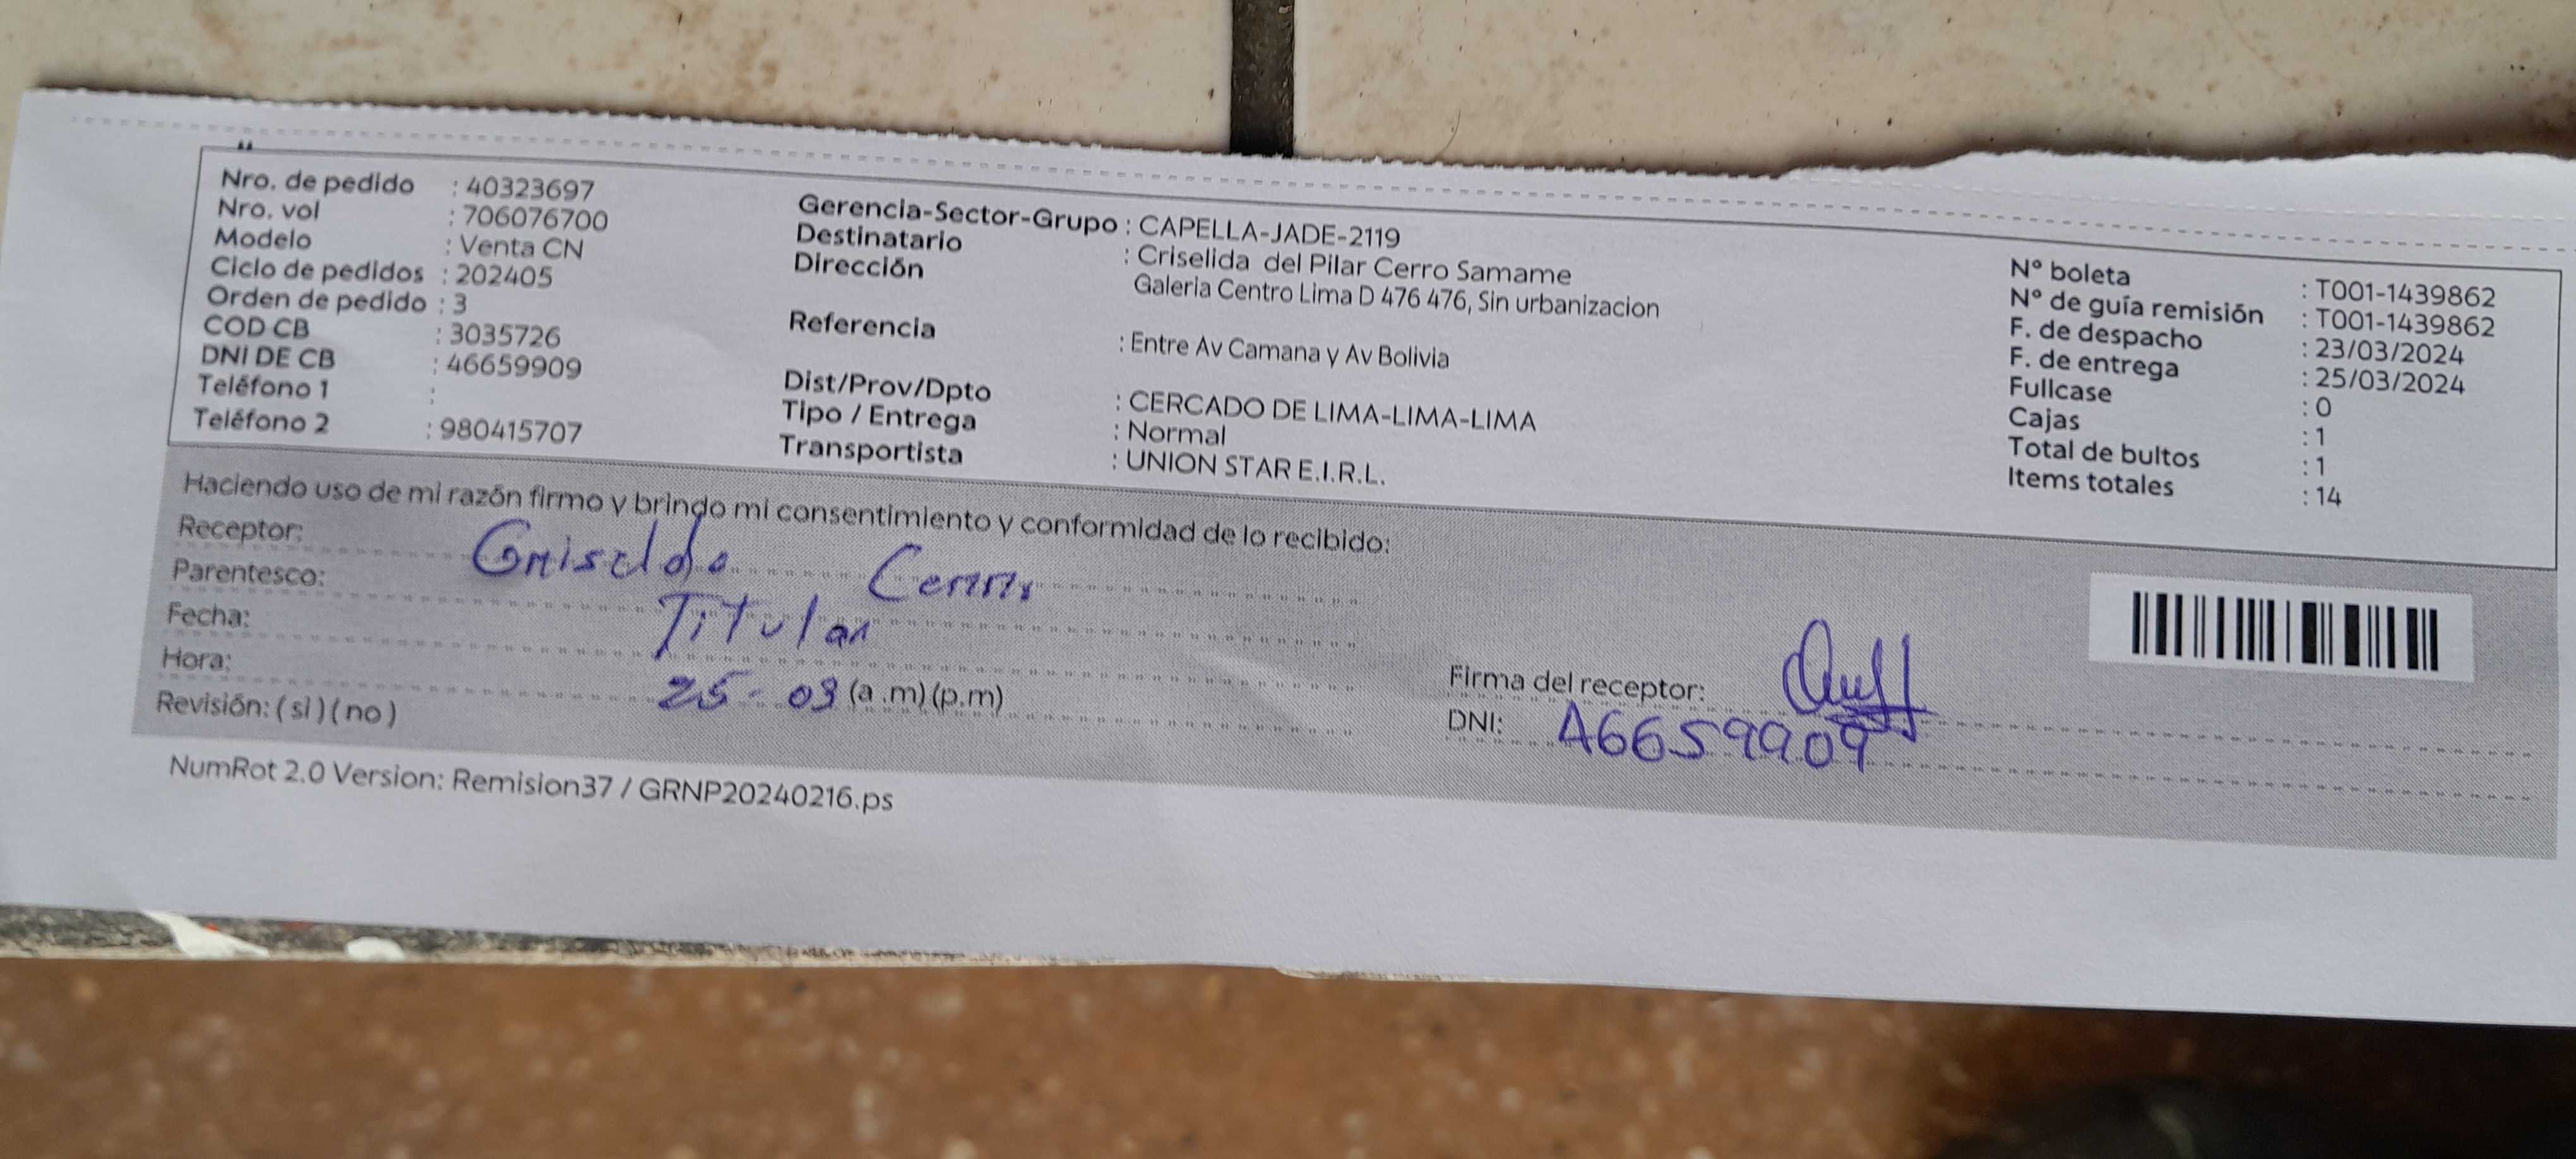 Nro. de pedido : 40323697
Nro. vol : 706076700
Modelo : Venta CN
Ciclo de pedidos : 202405
Orden de pedido : 3
COD CB : 3035726
DNI DE CB : 46659909
Teléfono 1 :
Teléfono 2 : 980415707
Gerencia-Sector-Grupo : CAPELLA-JADE-2119
Destinatario : Criselida del Pilar Cerro Samame
Dirección Galeria Centro Lima D 476 476, Sin urbanizacion
Referencia : Entre Av Camana y Av Bolivia
Dist/Prov/Dpto : CERCADO DE LIMA-LIMA-LIMA
Tipo / Entrega : Normal
Transportista : UNION STAR E.I.R.L.
N° boleta : T001-1439862
N° de guía remisión : T001-1439862
F. de despacho : 23/03/2024
F. de entrega : 25/03/2024
Fullcase : 0
Cajas : 1
Total de bultos : 1
Items totales : 14
Haciendo uso de mi razón firmo y brindo mi consentimiento y conformidad de lo recibido:
Receptor:
Parentesco: Titular
Fecha:
Hora: 25-03 (a.m)(p.m)
Revisión: ( si ) ( no )
Firma del receptor:
DNI: 46659909
NumRot 2.0 Version: Remision37 / GRNP20240216.ps